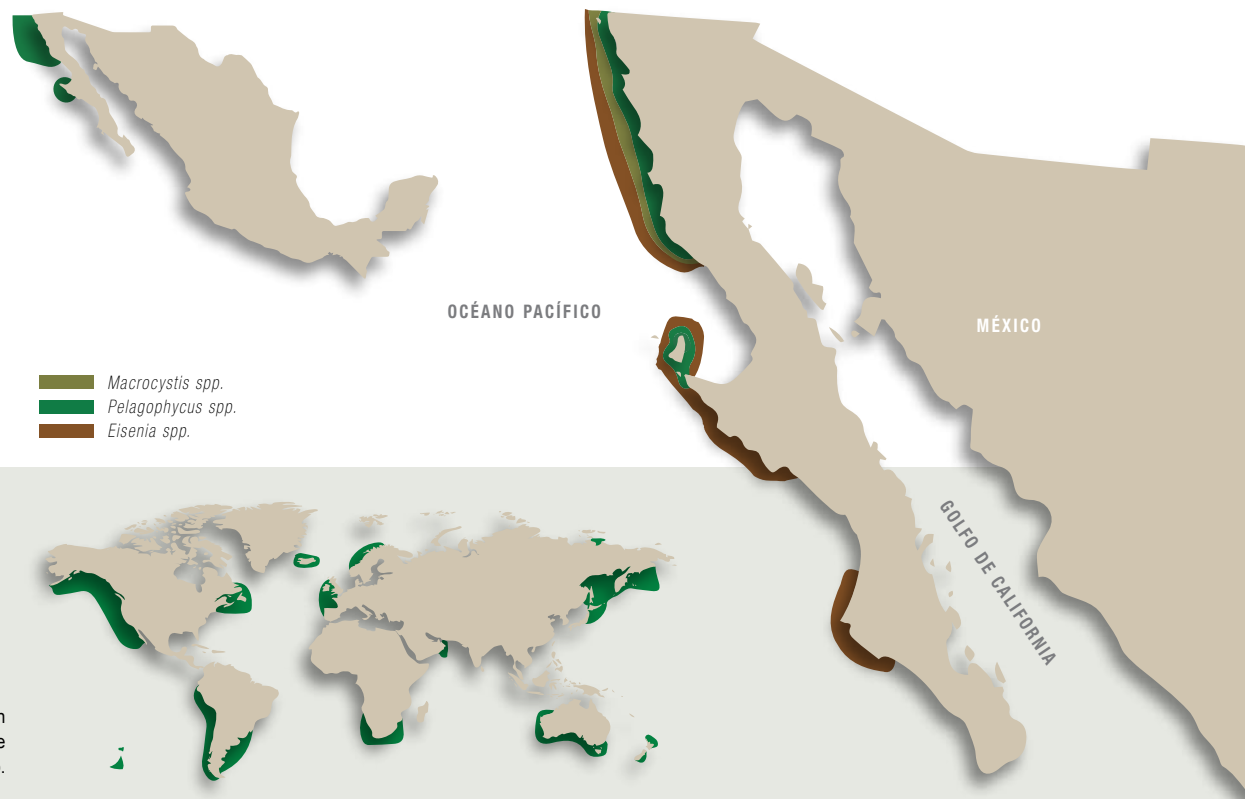 OCÉANO PACÍFICO
MÉXICO
Macrocystis spp.
Pelagophycus spp.
Eisenia spp.
GOLFO DE CALIFORNIA